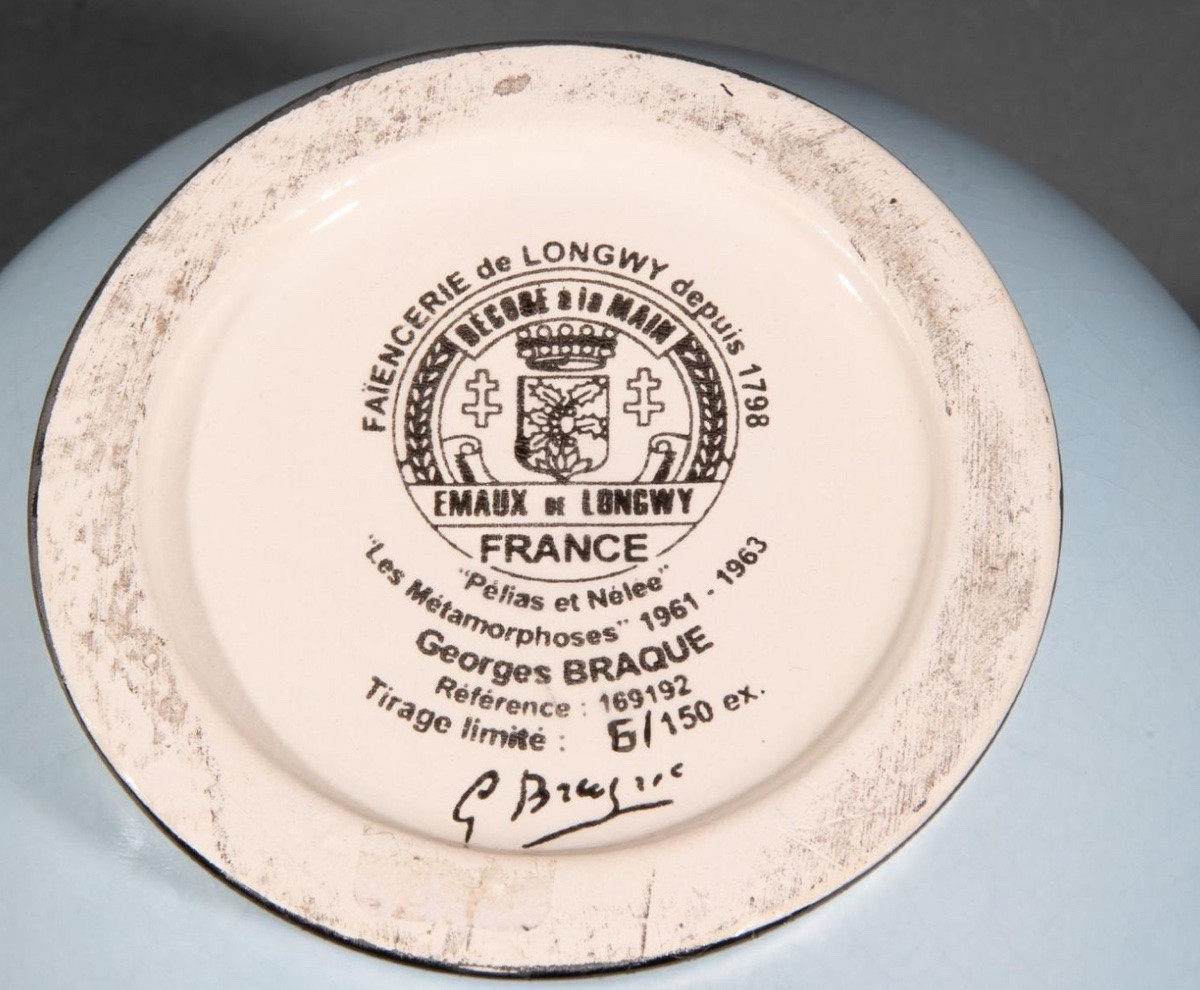 FAÏENCERIE de LONGWY depuis 1798
DECORE à la MAIN
EMAUX DE LONGWY
FRANCE
"Pélias et Nélee"
"Les Métamorphoses" 1961 - 1963
Georges BRAQUE
Référence : 169192
Tirage limité : 6/150 ex.
G Braque